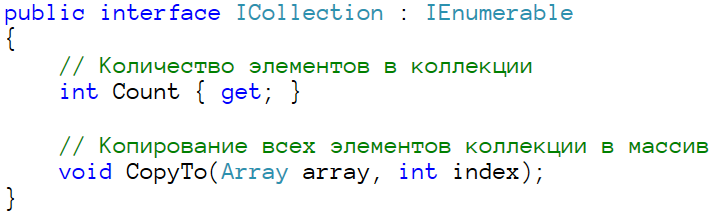 public interface ICollection : IEnumerable
{
    // Количество элементов в коллекции
    int Count { get; }

    // Копирование всех элементов коллекции в массив
    void CopyTo(Array array, int index);
}